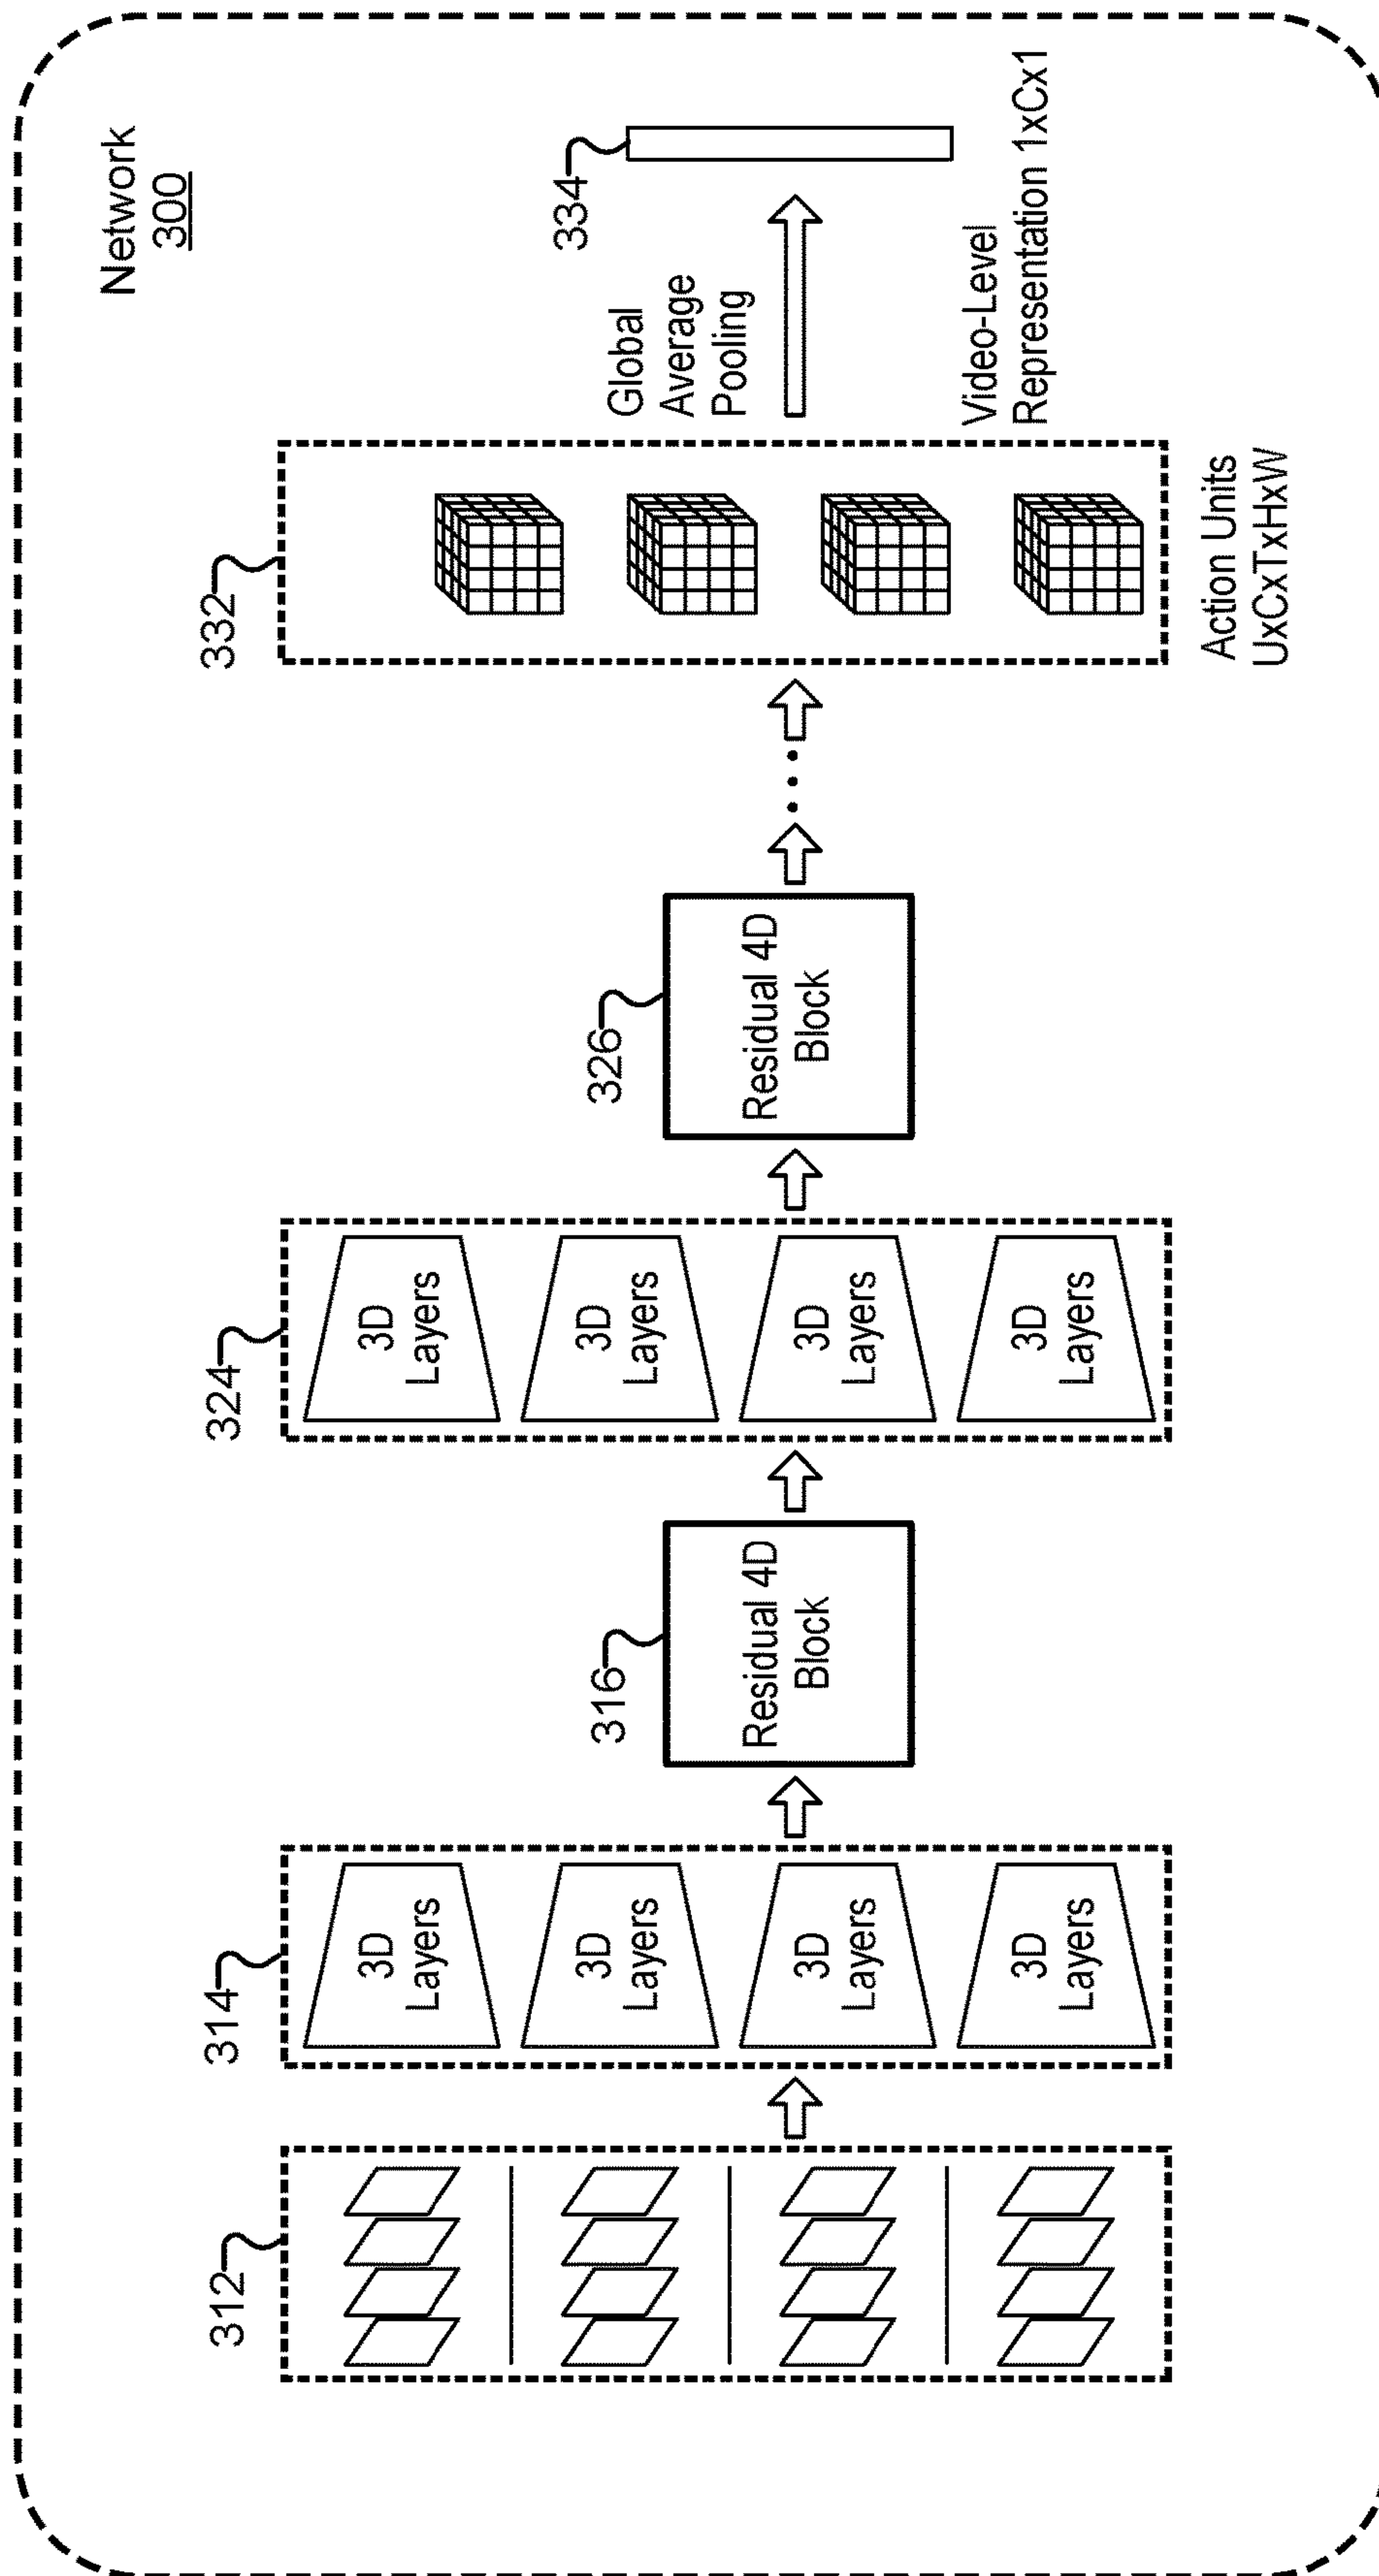 Network
300
312
314
3D
Layers
3D
Layers
3D
Layers
3D
Layers
316
Residual 4D
Block
324
3D
Layers
3D
Layers
3D
Layers
3D
Layers
326
Residual 4D
Block
332
Action Units
UxCxTxHxW
Global
Average
Pooling
334
Video-Level
Representation 1xCx1